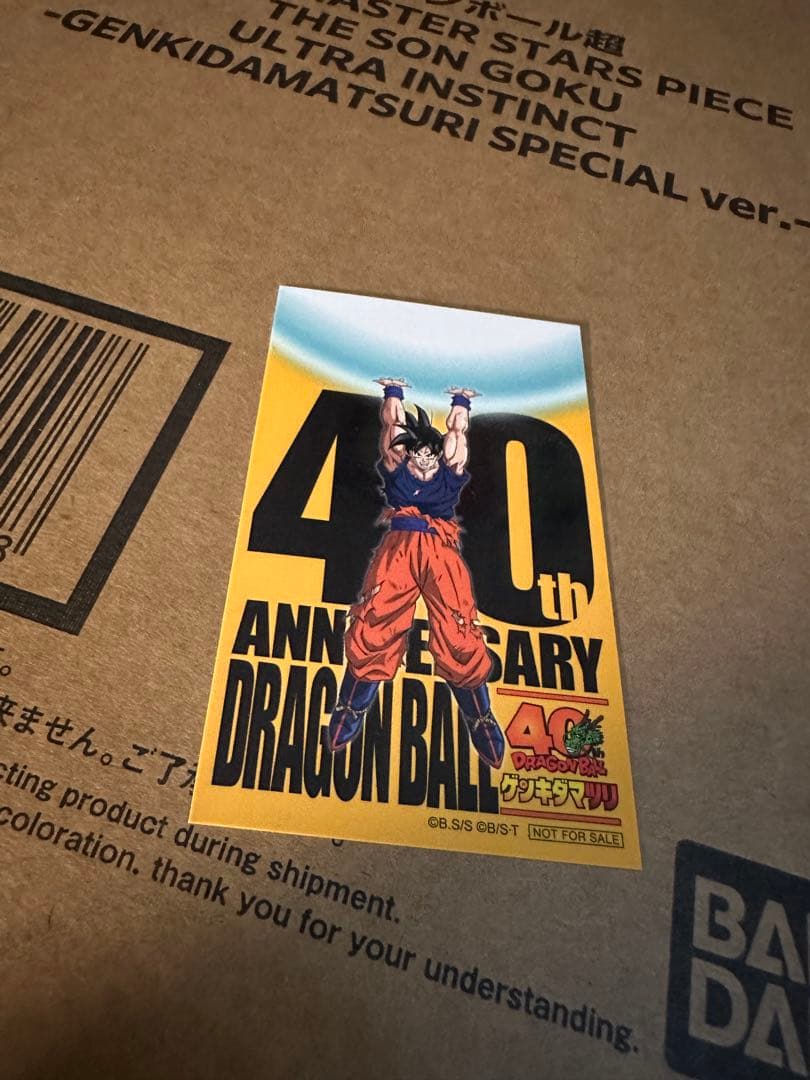 ボール超
MASTER STARS PIECE
THE SON GOKU
ULTRA INSTINCT
-GENKIDAMATSURI SPECIAL ver.-
40th
ANNIVERSARY
DRAGON BALL
40th
DRAGON BALL
ゲンキダマツリ
©B.S/S ©B/S·T NOT FOR SALE
来ません。ご了
cting product during shipment.
coloration. thank you for your understanding.
BA
DA